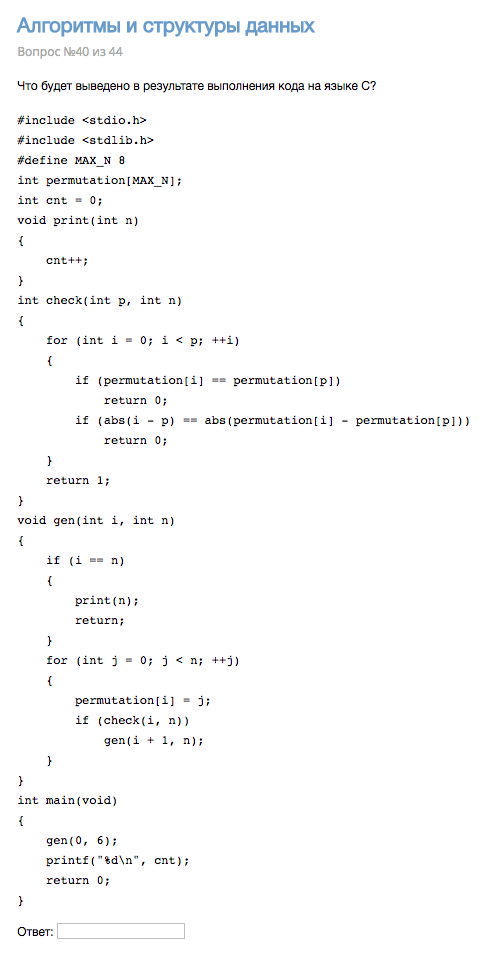 Алгоритмы и структуры данных
Вопрос №40 из 44
Что будет выведено в результате выполнения кода на языке C?
#include <stdio.h>
#include <stdlib.h>
#define MAX_N 8
int permutation[MAX_N];
int cnt = 0;
void print(int n)
{
    cnt++;
}
int check(int p, int n)
{
    for (int i = 0; i < p; ++i)
    {
        if (permutation[i] == permutation[p])
            return 0;
        if (abs(i - p) == abs(permutation[i] - permutation[p]))
            return 0;
    }
    return 1;
}
void gen(int i, int n)
{
    if (i == n)
    {
        print(n);
        return;
    }
    for (int j = 0; j < n; ++j)
    {
        permutation[i] = j;
        if (check(i, n))
            gen(i + 1, n);
    }
}
int main(void)
{
    gen(0, 6);
    printf("%d\n", cnt);
    return 0;
}
Ответ: